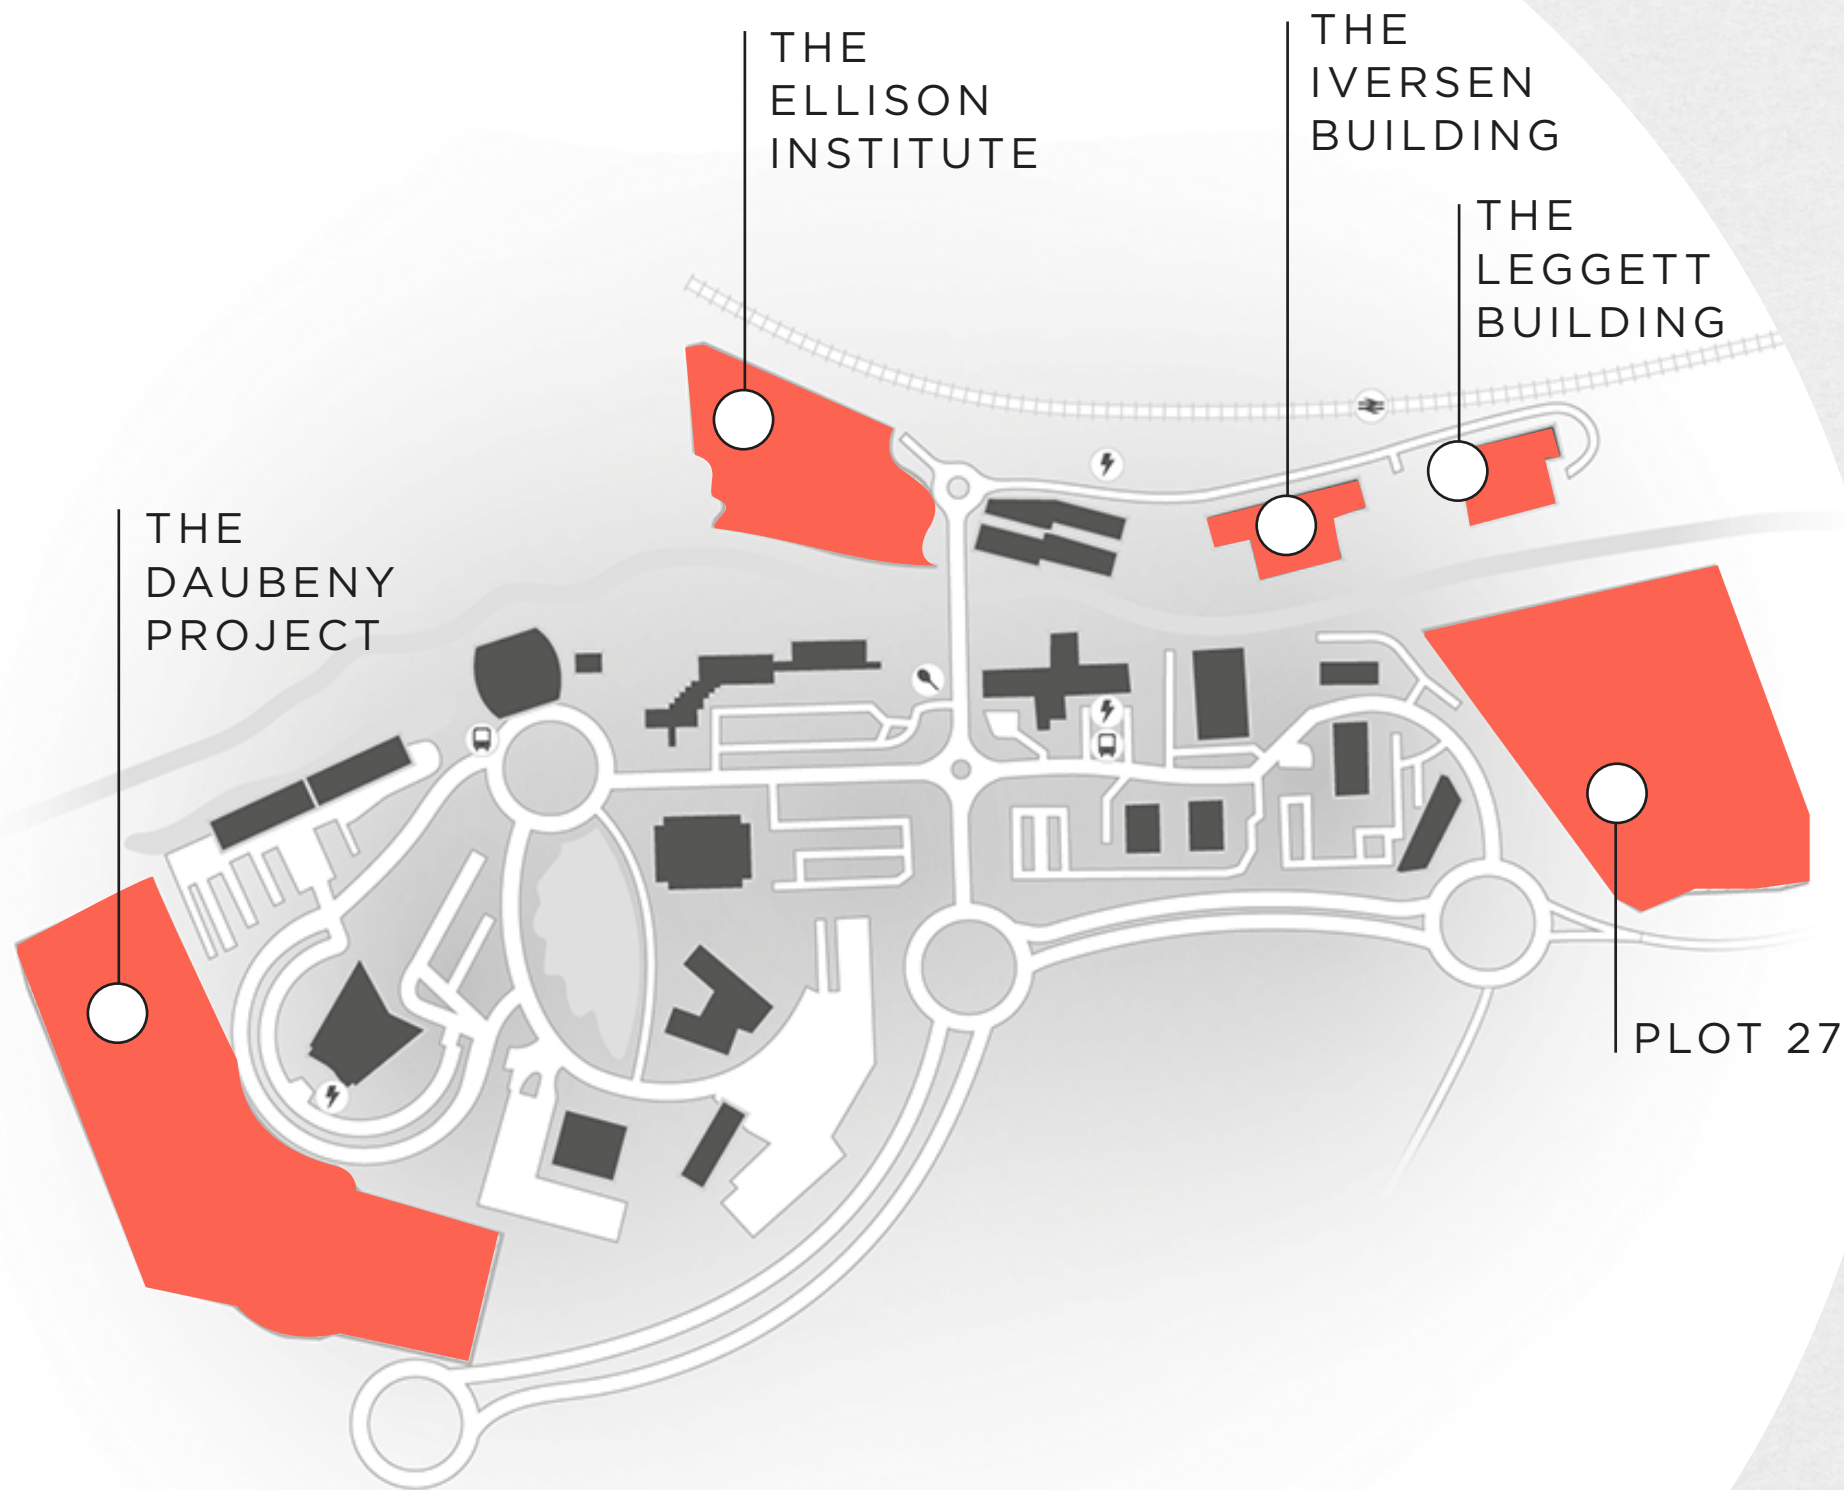 THE
ELLISON
INSTITUTE
THE
IVERSEN
BUILDING
THE
LEGGETT
BUILDING
THE
DAUBENY
PROJECT
PLOT 27